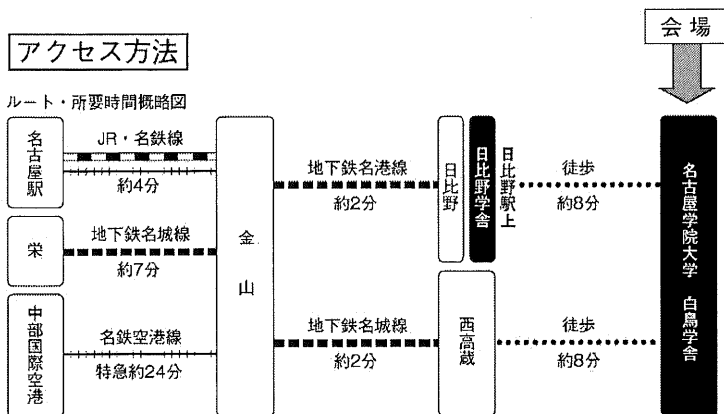 会場
アクセス方法
ルート・所要時間概略図
名古屋駅
JR・名鉄線
約4分
栄
地下鉄名城線
約7分
中部国際空港
名鉄空港線
特急約24分
金山
地下鉄名港線
約2分
日比野
日比野学舎
日比野駅上
徒歩
約8分
地下鉄名城線
約2分
西高蔵
徒歩
約8分
名古屋学院大学 白鳥学舎